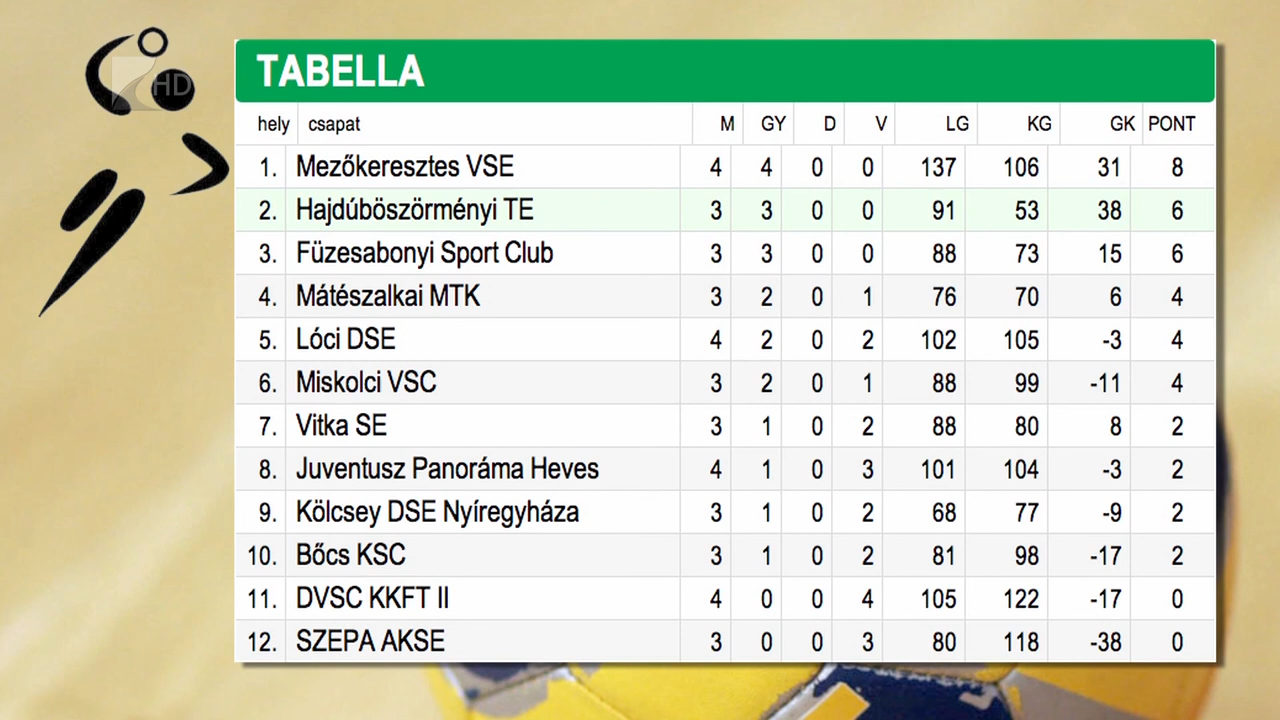 HD
TABELLA
hely csapat M GY D V LG KG GK PONT
1. Mezőkeresztes VSE 4 4 0 0 137 106 31 8
2. Hajdúböszörményi TE 3 3 0 0 91 53 38 6
3. Füzesabonyi Sport Club 3 3 0 0 88 73 15 6
4. Mátészalkai MTK 3 2 0 1 76 70 6 4
5. Lóci DSE 4 2 0 2 102 105 -3 4
6. Miskolci VSC 3 2 0 1 88 99 -11 4
7. Vitka SE 3 1 0 2 88 80 8 2
8. Juventusz Panoráma Heves 4 1 0 3 101 104 -3 2
9. Kölcsey DSE Nyíregyháza 3 1 0 2 68 77 -9 2
10. Bőcs KSC 3 1 0 2 81 98 -17 2
11. DVSC KKFT II 4 0 0 4 105 122 -17 0
12. SZEPA AKSE 3 0 0 3 80 118 -38 0